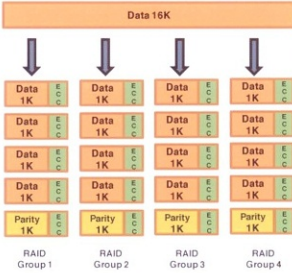 Data 16K
Data 1K ECC Data 1K ECC Data 1K ECC Data 1K ECC
Data 1K ECC Data 1K ECC Data 1K ECC Data 1K ECC
Data 1K ECC Data 1K ECC Data 1K ECC Data 1K ECC
Data 1K ECC Data 1K ECC Data 1K ECC Data 1K ECC
Parity 1K ECC Parity 1K ECC Parity 1K ECC Parity 1K ECC
RAID Group 1 RAID Group 2 RAID Group 3 RAID Group 4